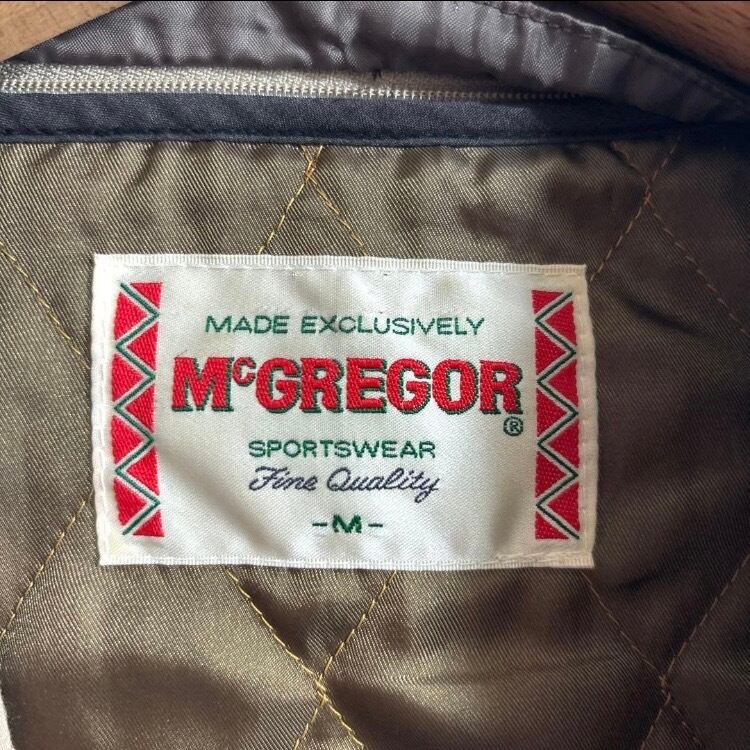 MADE EXCLUSIVELY
McGREGOR®
SPORTSWEAR
Fine Quality
-M-